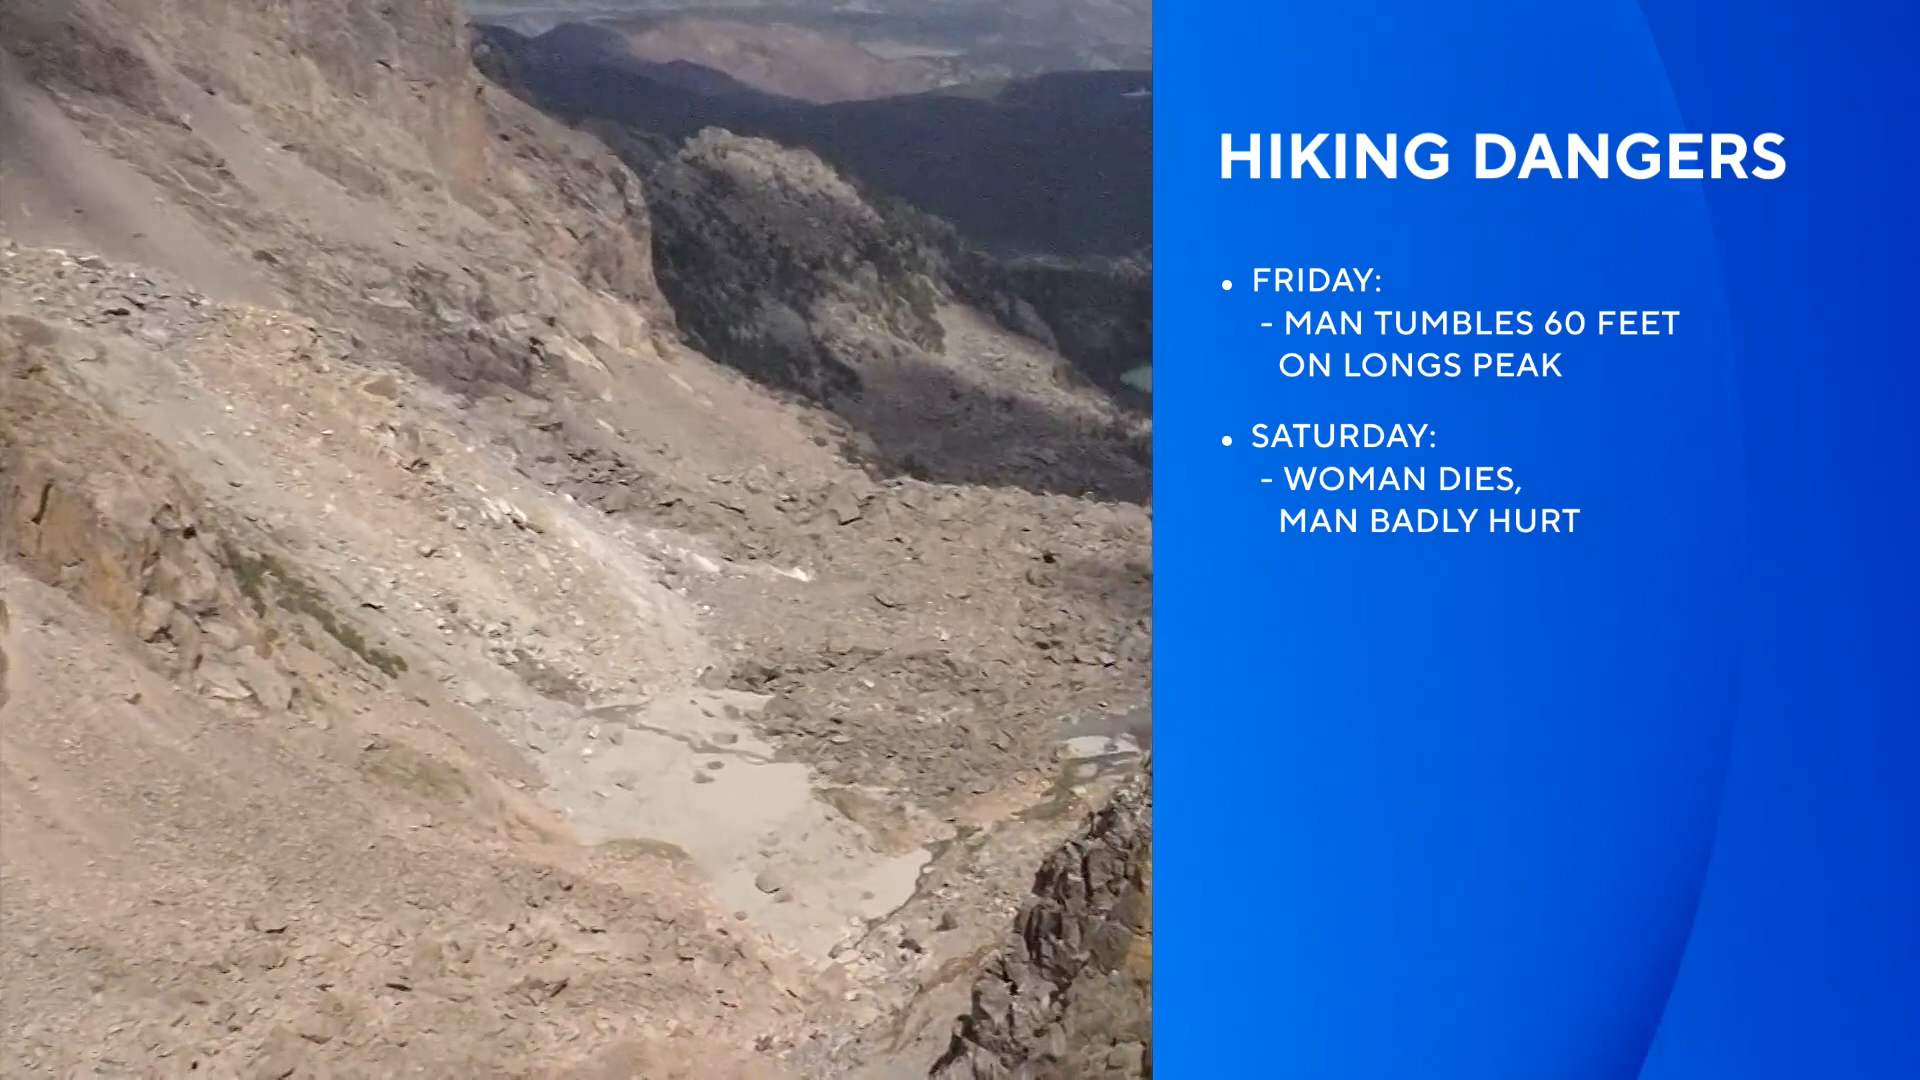 HIKING DANGERS
• FRIDAY:
- MAN TUMBLES 60 FEET
ON LONGS PEAK
• SATURDAY:
- WOMAN DIES,
MAN BADLY HURT